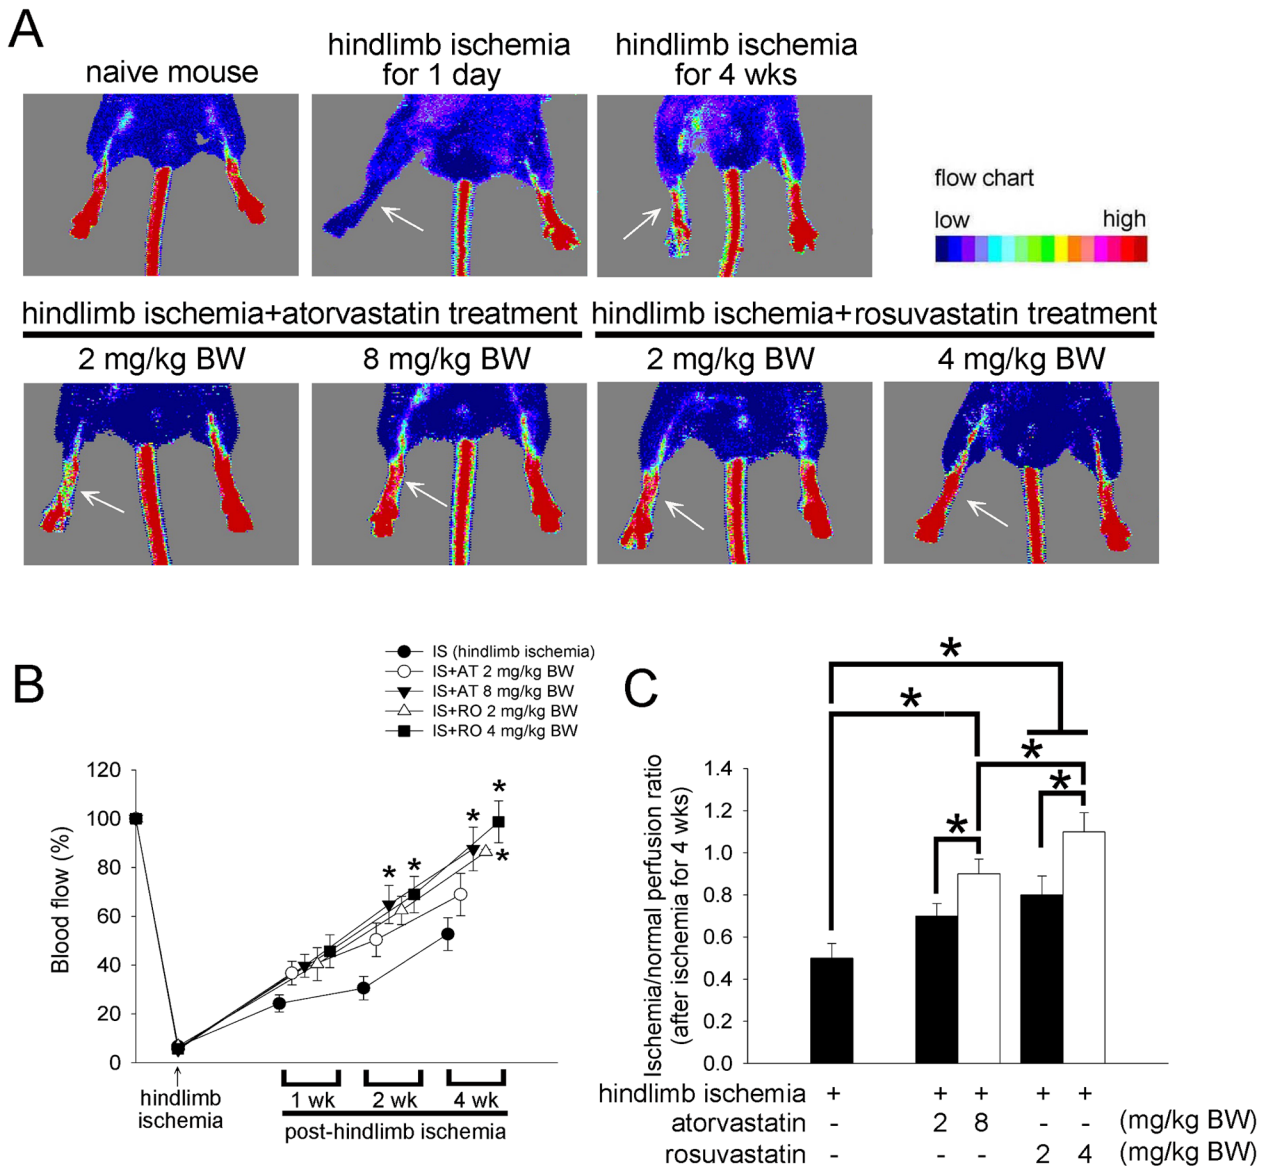 A
naive mouse
hindlimb ischemia
for 1 day
hindlimb ischemia
for 4 wks
flow chart
low high
hindlimb ischemia+atorvastatin treatment
hindlimb ischemia+rosuvastatin treatment
2 mg/kg BW
8 mg/kg BW
2 mg/kg BW
4 mg/kg BW
B
IS (hindlimb ischemia)
IS+AT 2 mg/kg BW
IS+AT 8 mg/kg BW
IS+RO 2 mg/kg BW
IS+RO 4 mg/kg BW
Blood flow (%)
120
100
80
60
40
20
0
* * * * *
hindlimb
ischemia
1 wk 2 wk 4 wk
post-hindlimb ischemia
C
Ischemia/normal perfusion ratio
(after ischemia for 4 wks)
1.4
1.2
1.0
0.8
0.6
0.4
0.2
0.0
* * * * *
hindlimb ischemia + + + + +
atorvastatin - 2 8 - - (mg/kg BW)
rosuvastatin - - - 2 4 (mg/kg BW)